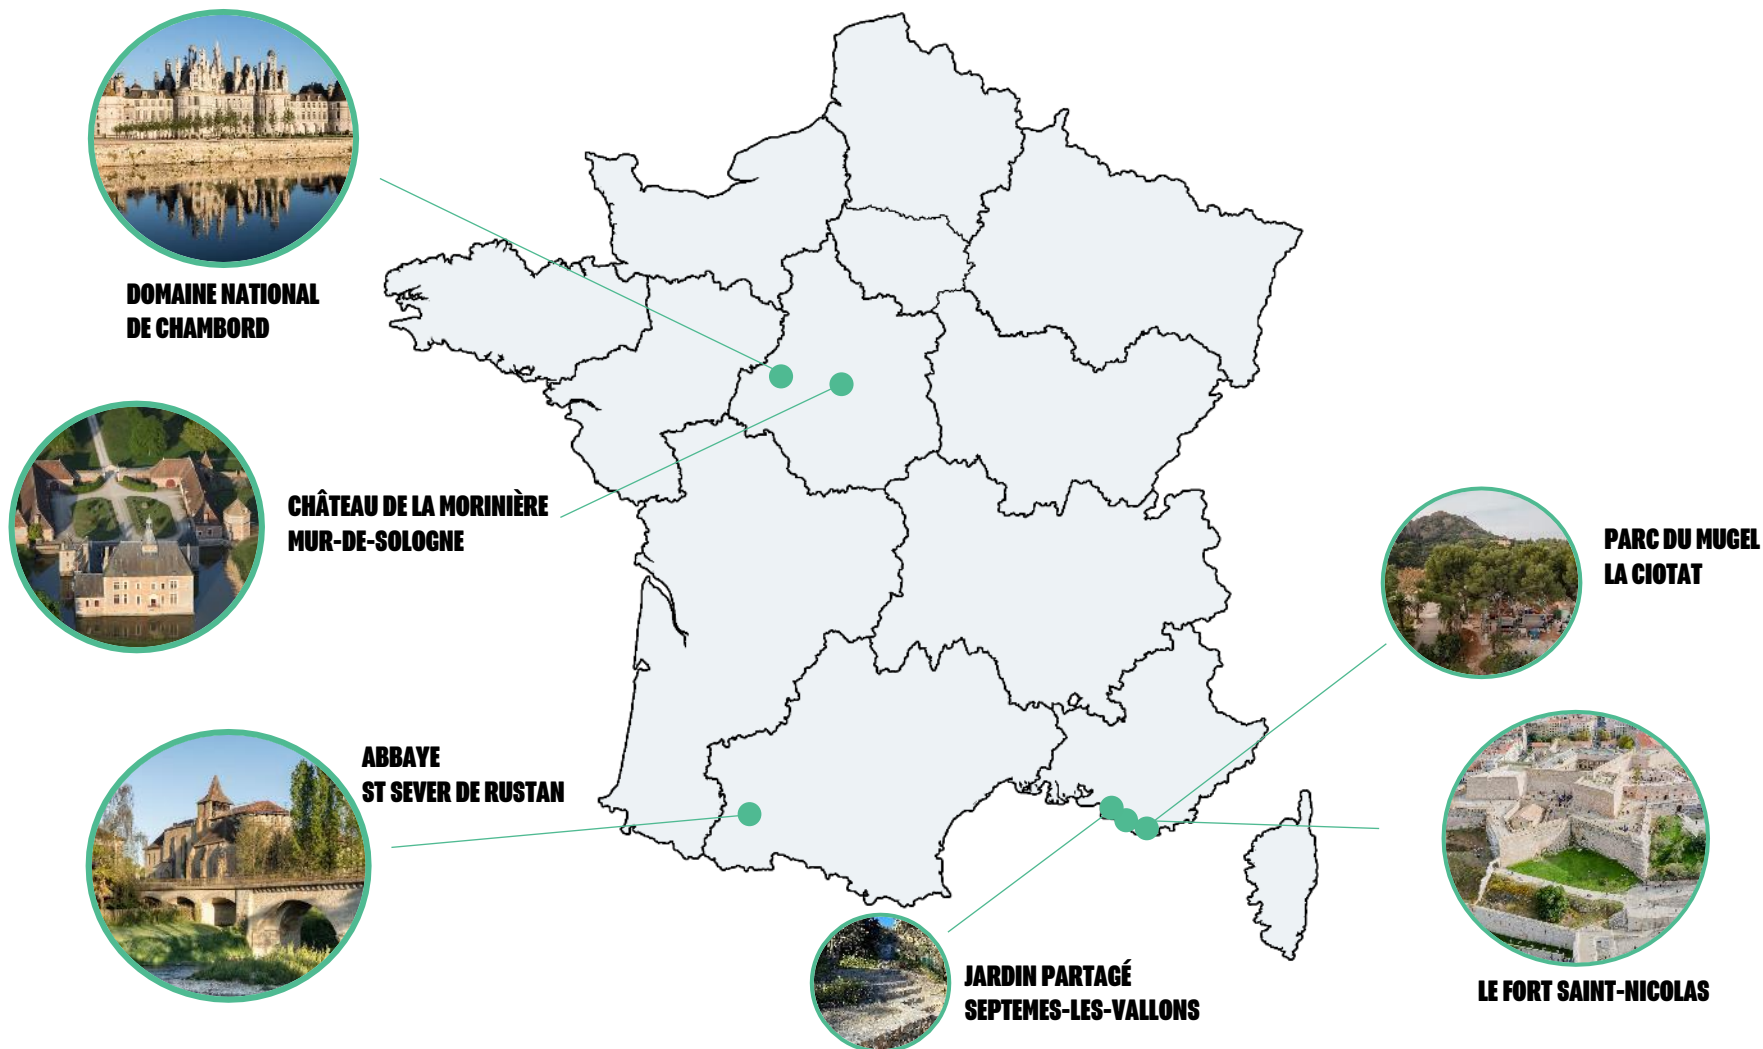 DOMAINE NATIONAL
DE CHAMBORD
CHÂTEAU DE LA MORINIÈRE
MUR-DE-SOLOGNE
PARC DU MUGEL
LA CIOTAT
ABBAYE
ST SEVER DE RUSTAN
JARDIN PARTAGÉ
SEPTEMES-LES-VALLONS
LE FORT SAINT-NICOLAS